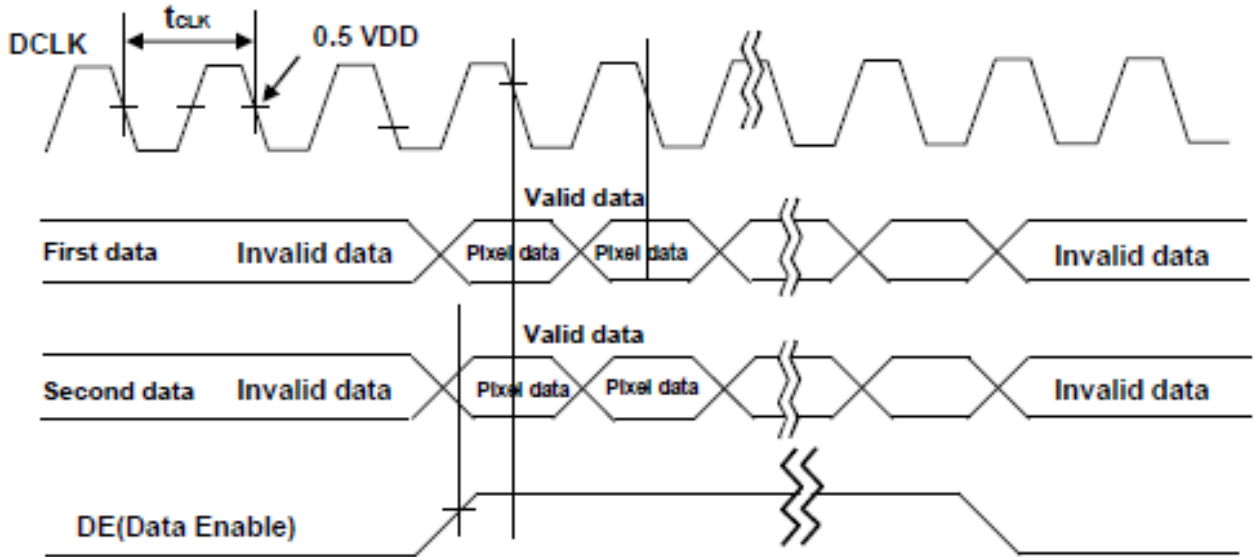 tCLK
DCLK
0.5 VDD
Valid data
First data Invalid data Pixel data Pixel data Invalid data
Valid data
Second data Invalid data Pixel data Pixel data Invalid data
DE(Data Enable)